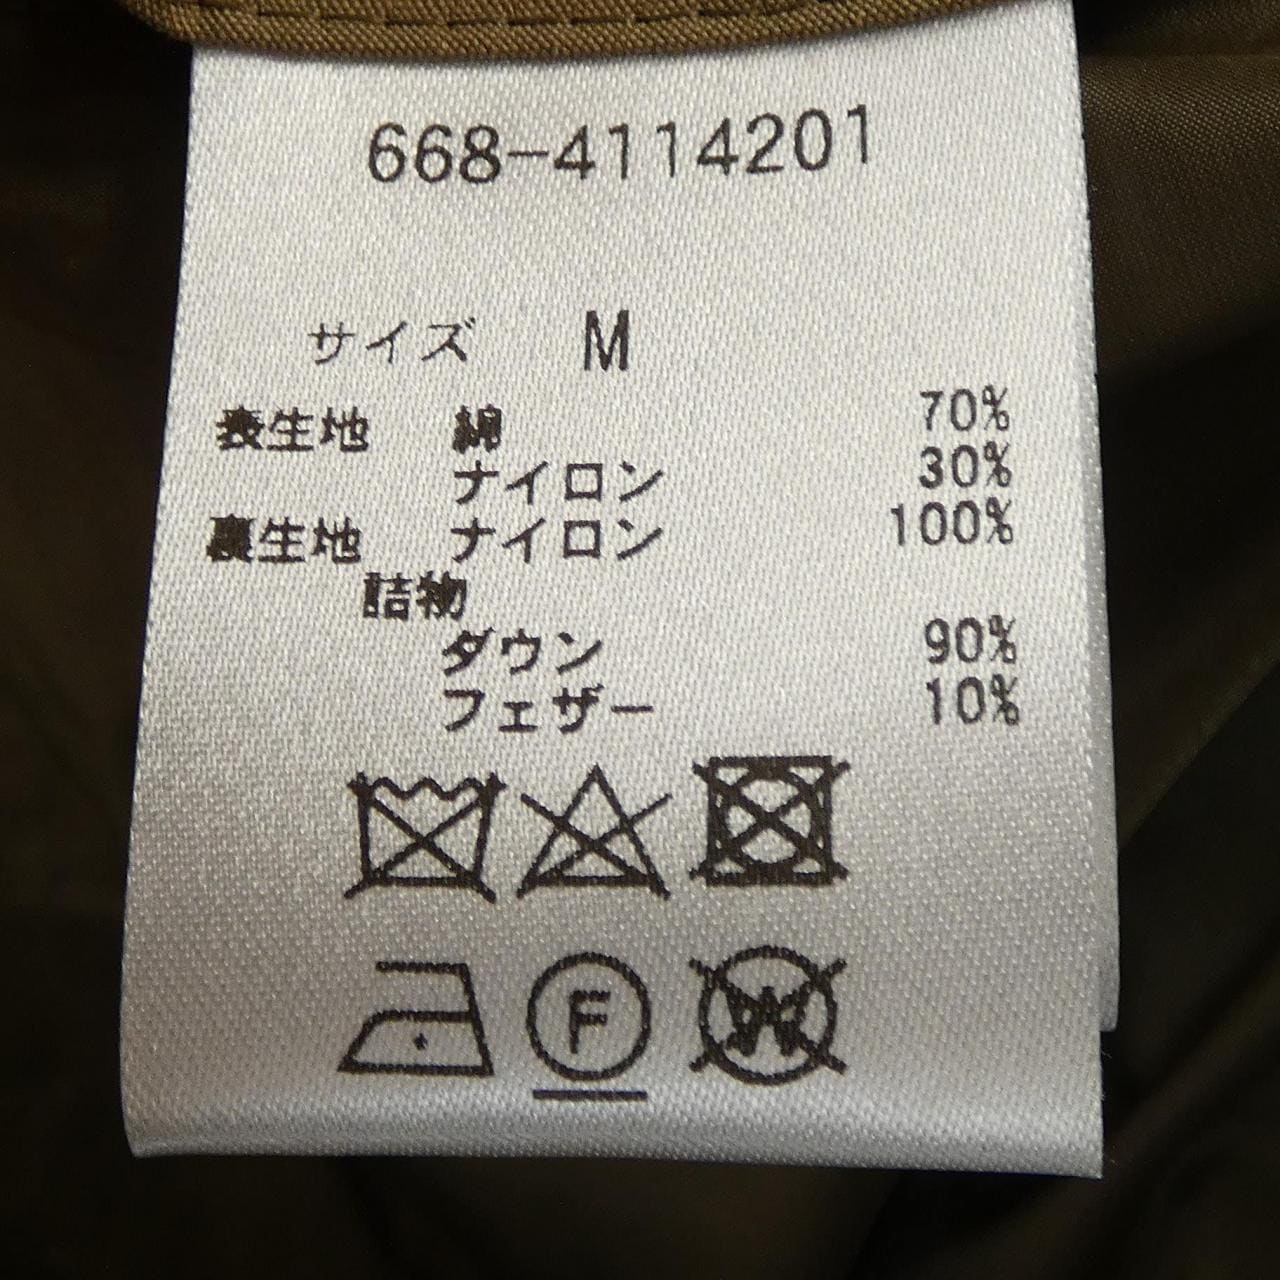 668-4114201
サイズ M
表生地 綿 70%
ナイロン 30%
裏生地 ナイロン 100%
詰物
ダウン 90%
フェザー 10%
F W